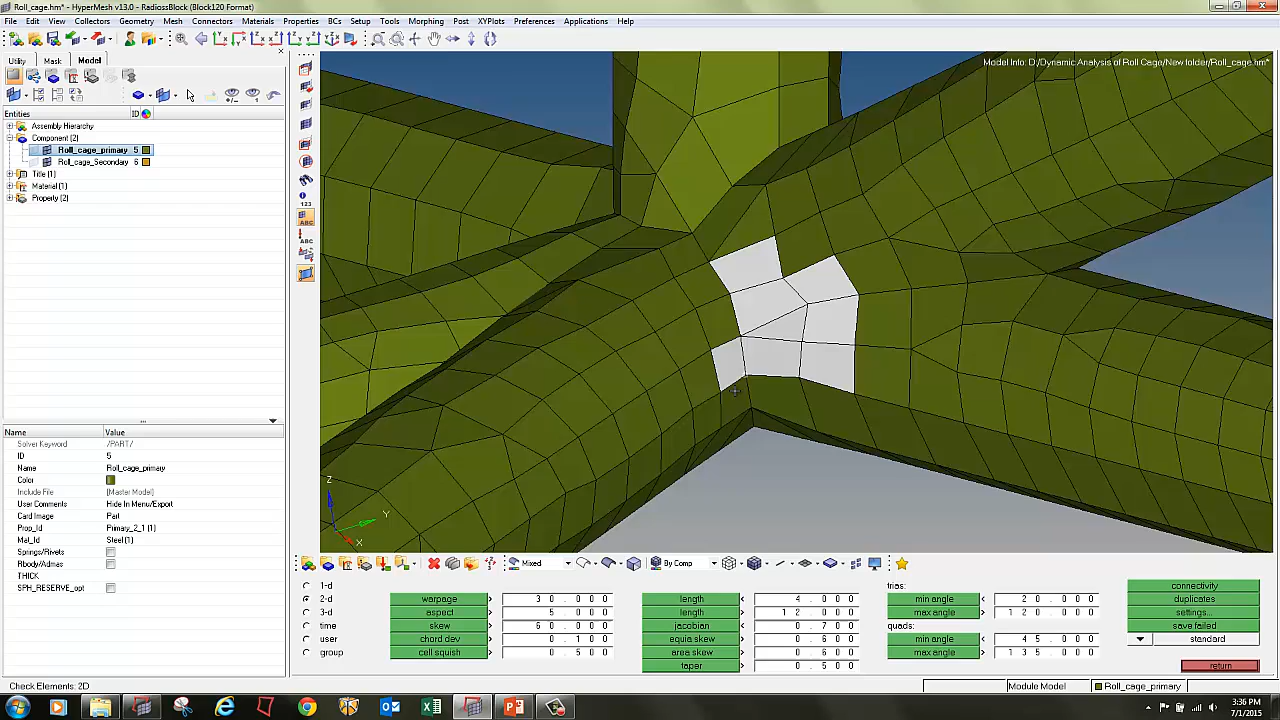 Roll_cage.hm* - HyperMesh v13.0 - RadiossBlock (Block120 Format)
File Edit View Collectors Geometry Mesh Connectors Materials Properties BCs Setup Tools Morphing Post XYPlots Preferences Applications Help
Utility Mask Model
Model Info: D:/Dynamic Analysis of Roll Cage/New folder/Roll_cage.hm*
Entities ID
Assembly Hierarchy
Component (2)
Roll_cage_primary 5
Roll_cage_Secondary 6
Title (1)
Material (1)
Property (2)
123
ABC
ABC
Name Value
Solver Keyword /PART/
ID 5
Name Roll_cage_primary
Color
Include File [Master Model]
User Comments Hide In Menu/Export
Card Image Part
Prop_Id Primary_2_1 (1)
Mat_Id Steel (1)
Springs/Rivets
Rbody/Admas
THICK
SPH_RESERVE_opt
Z
Y
X
Mixed By Comp
1-d
2-d
3-d
time
user
group
warpage > 30.000
aspect > 5.000
skew > 60.000
chord dev > 0.100
cell squish > 0.500
length < 4.000
length > 12.000
jacobian < 0.700
equia skew > 0.600
area skew > 0.600
taper > 0.500
trias:
min angle < 20.000
max angle > 120.000
quads:
min angle < 45.000
max angle > 135.000
connectivity
duplicates
settings...
save failed
standard
return
Check Elements: 2D
Module Model Roll_cage_primary
3:36 PM
7/1/2015